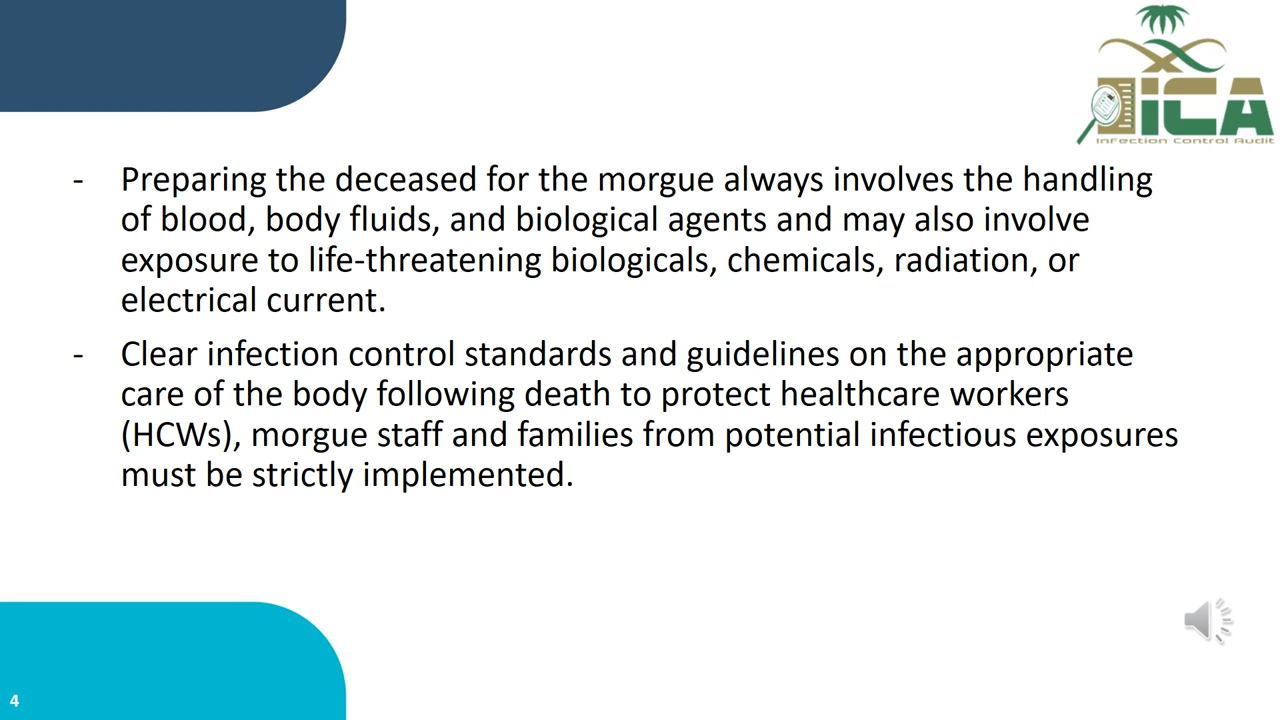 iCA
Infection Control Audit
- Preparing the deceased for the morgue always involves the handling
of blood, body fluids, and biological agents and may also involve
exposure to life-threatening biologicals, chemicals, radiation, or
electrical current.
- Clear infection control standards and guidelines on the appropriate
care of the body following death to protect healthcare workers
(HCWs), morgue staff and families from potential infectious exposures
must be strictly implemented.
4